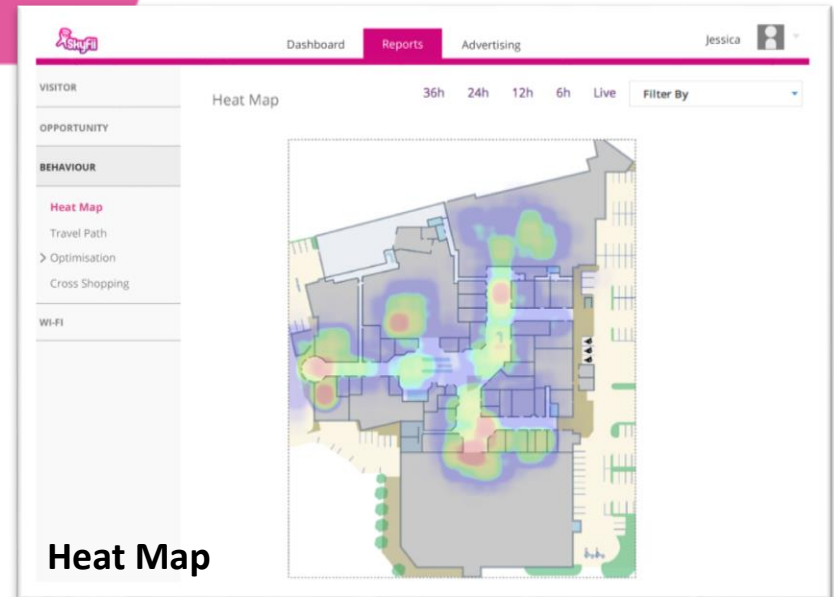 Skyfii
Dashboard Reports Advertising Jessica
VISITOR
Heat Map 36h 24h 12h 6h Live Filter By
OPPORTUNITY
BEHAVIOUR
Heat Map
Travel Path
Optimisation
Cross Shopping
WI-FI
Heat Map